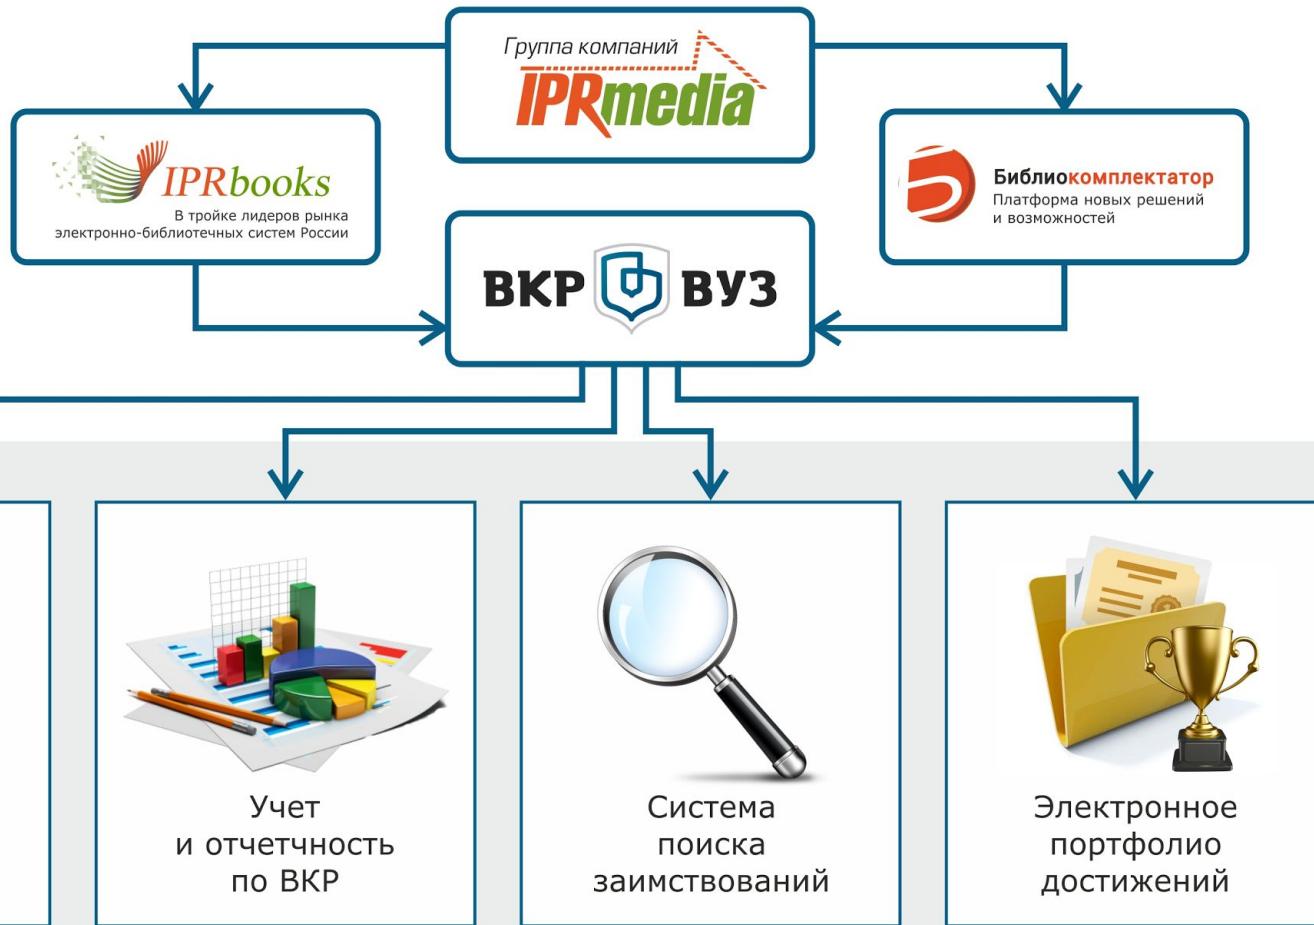 Группа компаний
IPRmedia
IPRbooks
В тройке лидеров рынка
электронно-библиотечных систем России
Библиокомплектатор
Платформа новых решений
и возможностей
ВКР ВУЗ
Учет
и отчетность
по ВКР
Система
поиска
заимствований
Электронное
портфолио
достижений